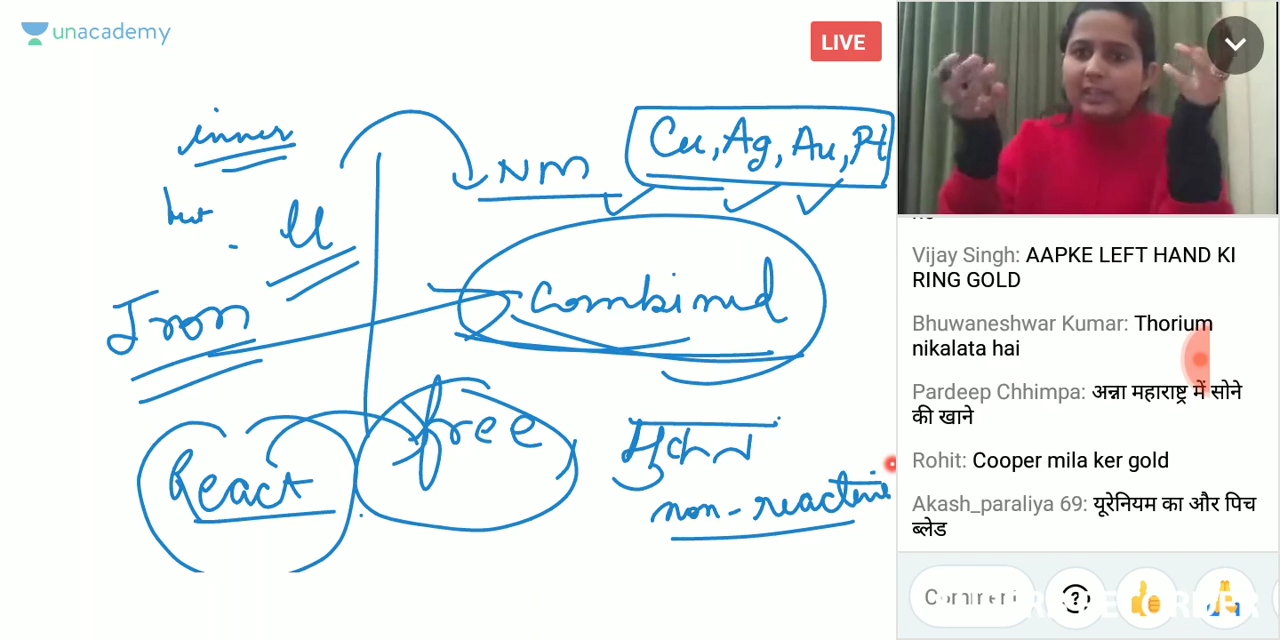 unacademy
LIVE
inner
but
U
NM
Cu, Ag, Au, Pt
Iron
Combined
React
free
मुक्त
non-reactive
Vijay Singh: AAPKE LEFT HAND KI
RING GOLD
Bhuwaneshwar Kumar: Thorium
nikalata hai
Pardeep Chhimpa: अन्ना महाराष्ट्र में सोने
की खाने
Rohit: Cooper mila ker gold
Akash_paraliya 69: यूरेनियम का और पिच
ब्लेड
Comment